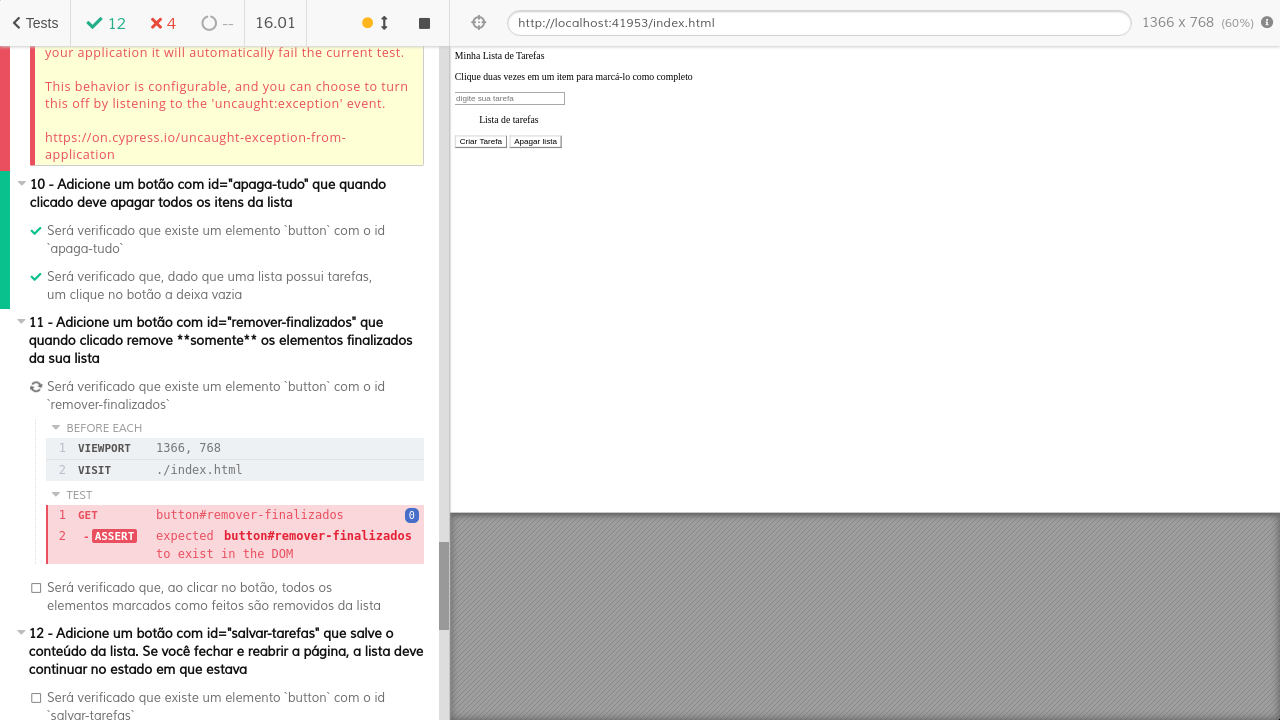 Tests
12
4
--
16.01
http://localhost:41953/index.html
1366 x 768 (60%)
your application it will automatically fail the current test.
This behavior is configurable, and you can choose to turn
this off by listening to the 'uncaught:exception' event.
https://on.cypress.io/uncaught-exception-from-
application
10 - Adicione um botão com id="apaga-tudo" que quando
clicado deve apagar todos os itens da lista
Será verificado que existe um elemento `button` com o id
`apaga-tudo`
Será verificado que, dado que uma lista possui tarefas,
um clique no botão a deixa vazia
11 - Adicione um botão com id="remover-finalizados" que
quando clicado remove **somente** os elementos finalizados
da sua lista
Será verificado que existe um elemento `button` com o id
`remover-finalizados`
BEFORE EACH
1 VIEWPORT 1366, 768
2 VISIT ./index.html
TEST
1 GET button#remover-finalizados 0
2 -ASSERT expected button#remover-finalizados
to exist in the DOM
Será verificado que, ao clicar no botão, todos os
elementos marcados como feitos são removidos da lista
12 - Adicione um botão com id="salvar-tarefas" que salve o
conteúdo da lista. Se você fechar e reabrir a página, a lista deve
continuar no estado em que estava
Será verificado que existe um elemento `button` com o id
`salvar-tarefas`
Minha Lista de Tarefas
Clique duas vezes em um item para marcá-lo como completo
digite sua tarefa
Lista de tarefas
Criar Tarefa Apagar lista